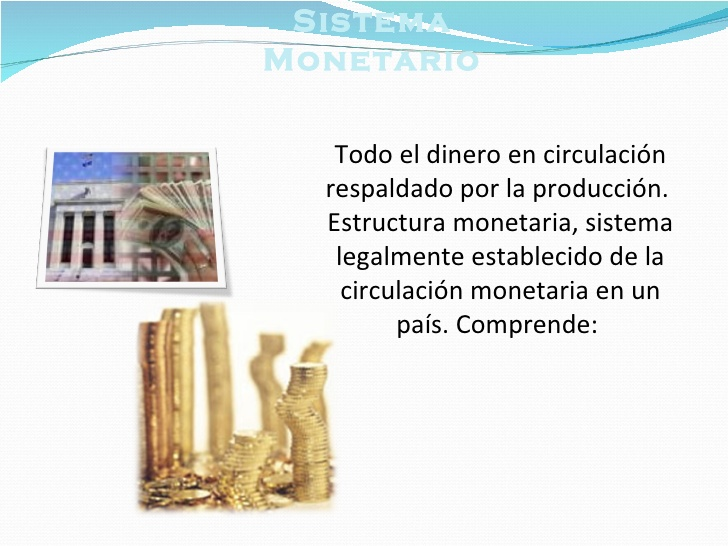 Sistema
Monetario
Todo el dinero en circulación
respaldado por la producción.
Estructura monetaria, sistema
legalmente establecido de la
circulación monetaria en un
país. Comprende: